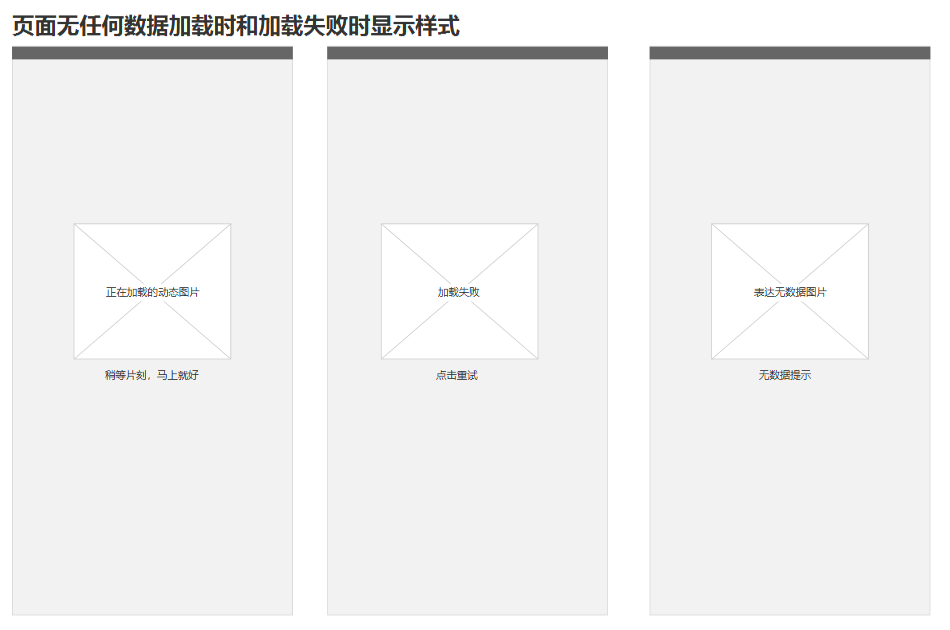 页面无任何数据加载时和加载失败时显示样式
正在加载的动态图片
稍等片刻，马上就好
加载失败
点击重试
表达无数据图片
无数据提示